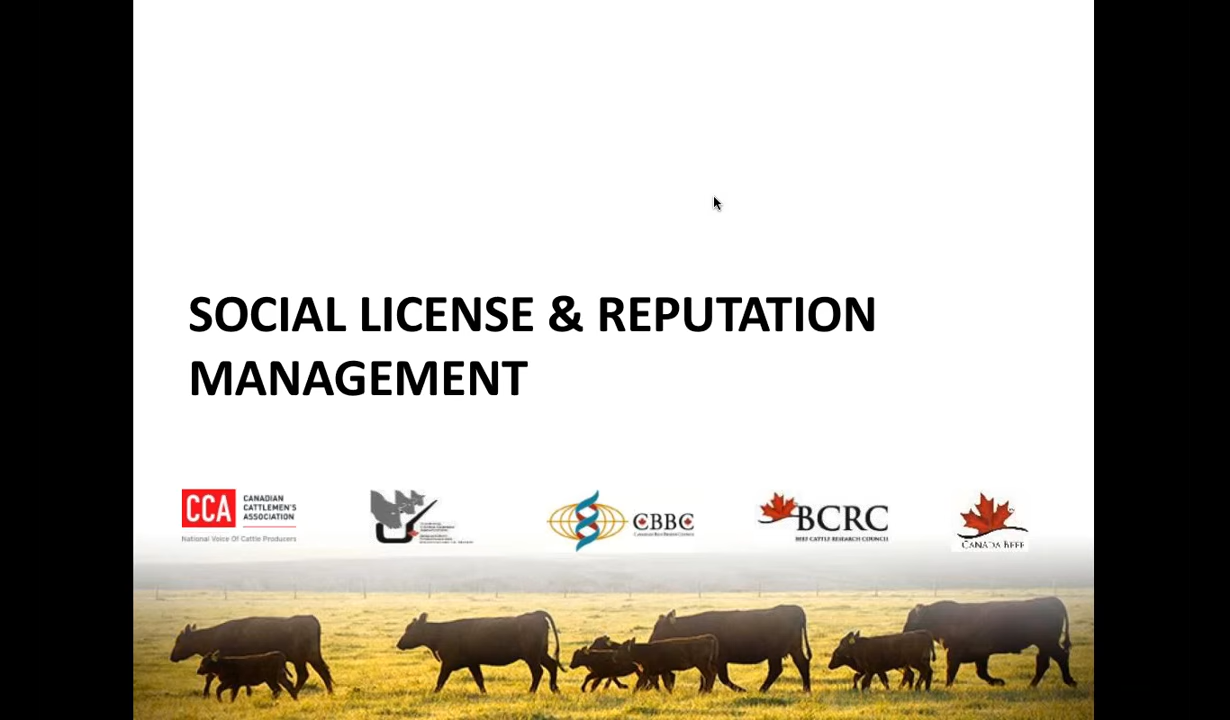 SOCIAL LICENSE & REPUTATION
MANAGEMENT
CCA
CANADIAN
CATTLEMEN'S
ASSOCIATION
National Voice Of Cattle Producers
CBBC
BCRC
BEEF CATTLE RESEARCH COUNCIL
CANADA BEEF